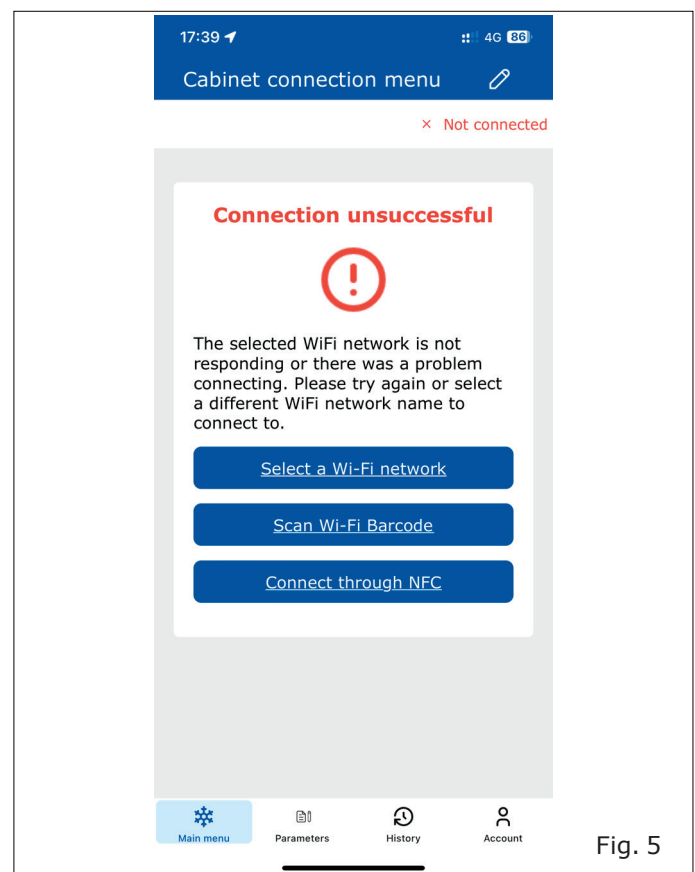 17:39 4G 86
Cabinet connection menu
× Not connected
Connection unsuccessful
!
The selected WiFi network is not
responding or there was a problem
connecting. Please try again or select
a different WiFi network name to
connect to.
Select a Wi-Fi network
Scan Wi-Fi Barcode
Connect through NFC
Main menu Parameters History Account
Fig. 5